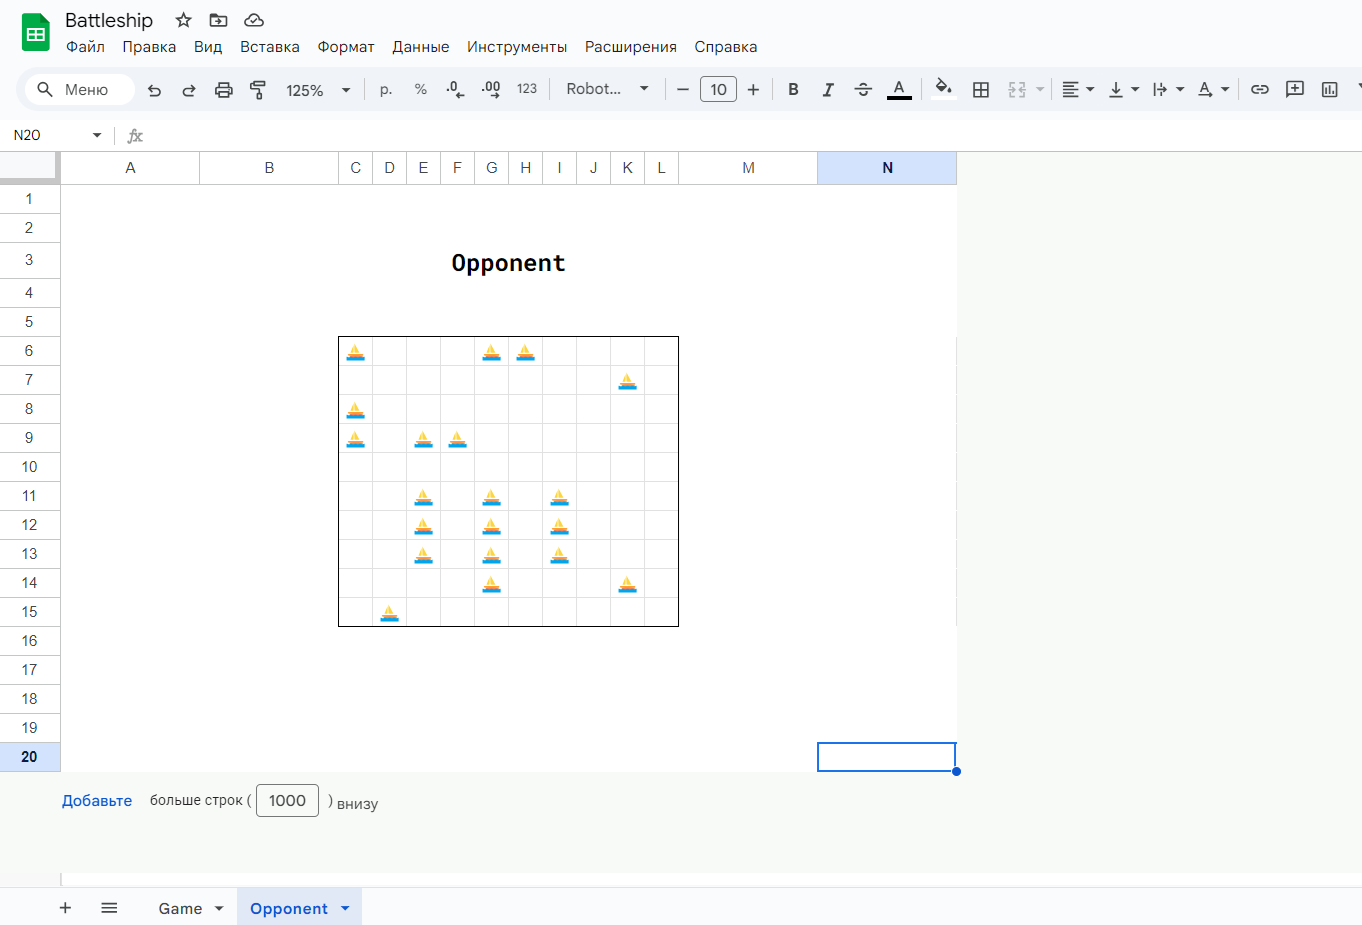 Battleship
Файл Правка Вид Вставка Формат Данные Инструменты Расширения Справка
Меню 125% р. % .0 .00 123 Robot... 10 B I A A
N20 fx
A B C D E F G H I J K L M N
1
2
3 Opponent
4
5
6
7
8
9
10
11
12
13
14
15
16
17
18
19
20
Добавьте больше строк ( 1000 ) внизу
Game Opponent